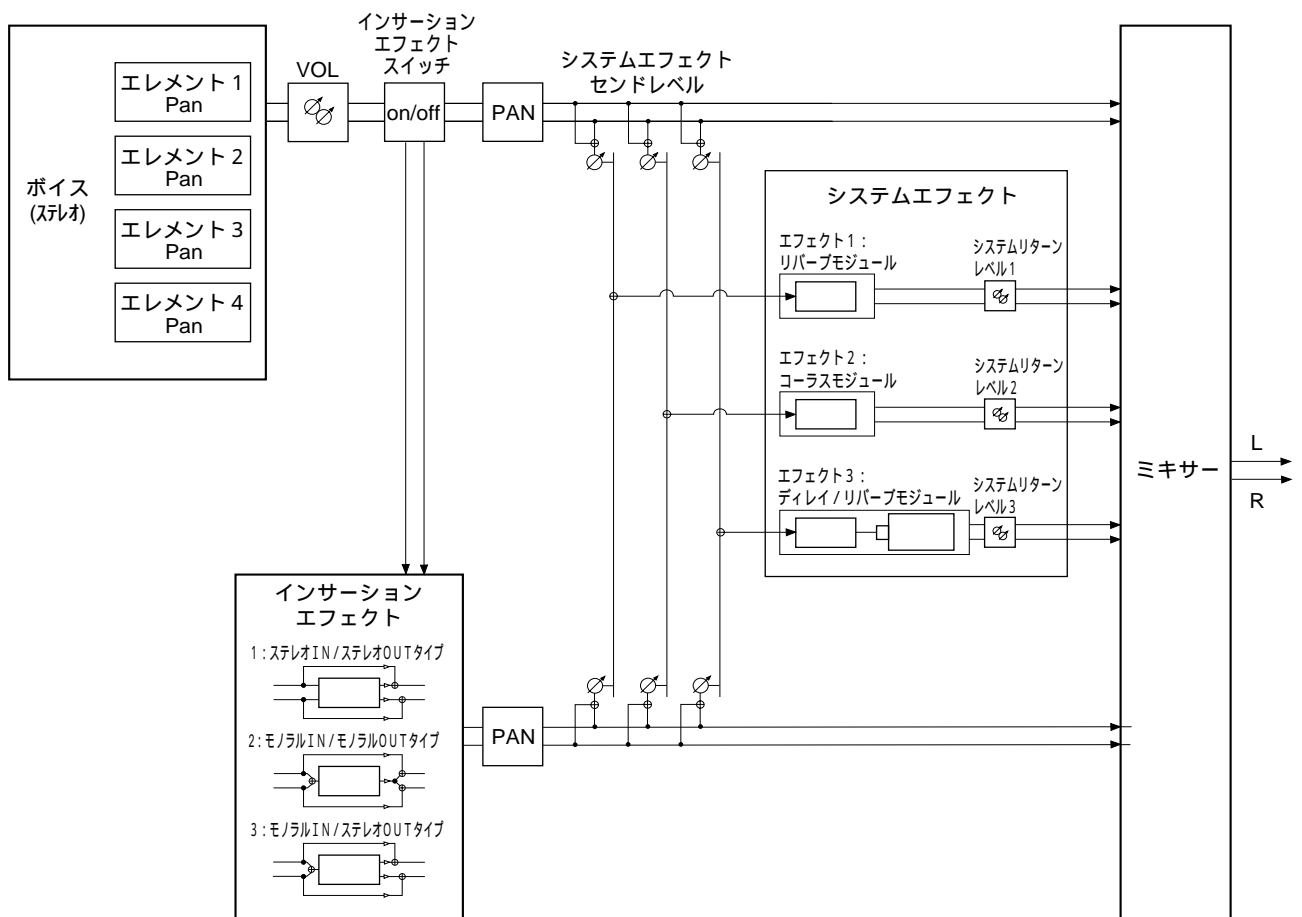 インサーション
エフェクト
スイッチ
VOL
on/off
PAN
システムエフェクト
センドレベル
ボイス
(ステレオ)
エレメント 1
Pan
エレメント 2
Pan
エレメント 3
Pan
エレメント 4
Pan
システムエフェクト
エフェクト1：
リバーブモジュール
システムリターン
レベル1
エフェクト2：
コーラスモジュール
システムリターン
レベル2
エフェクト3：
ディレイ / リバーブモジュール
システムリターン
レベル3
ミキサー
L
R
インサーション
エフェクト
1：ステレオIN/ステレオOUTタイプ
2：モノラルIN/モノラルOUTタイプ
3：モノラルIN/ステレオOUTタイプ
PAN